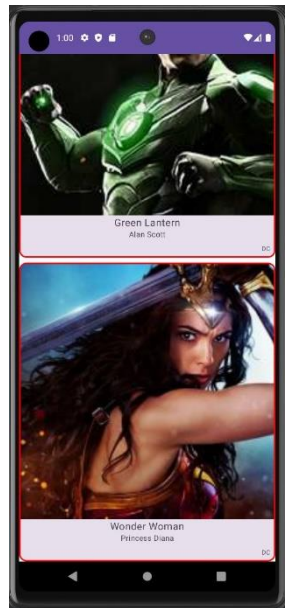 1:00
Green Lantern
Alan Scott
DC
Wonder Woman
Princess Diana
DC